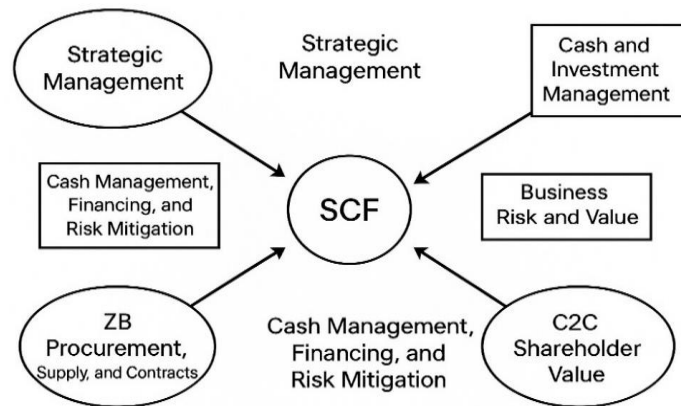 Strategic
Management
Strategic
Management
Cash and
Investment
Management
Cash Management,
Financing, and
Risk Mitigation
SCF
Business
Risk and Value
ZB
Procurement,
Supply, and Contracts
Cash Management,
Financing, and
Risk Mitigation
C2C
Shareholder
Value